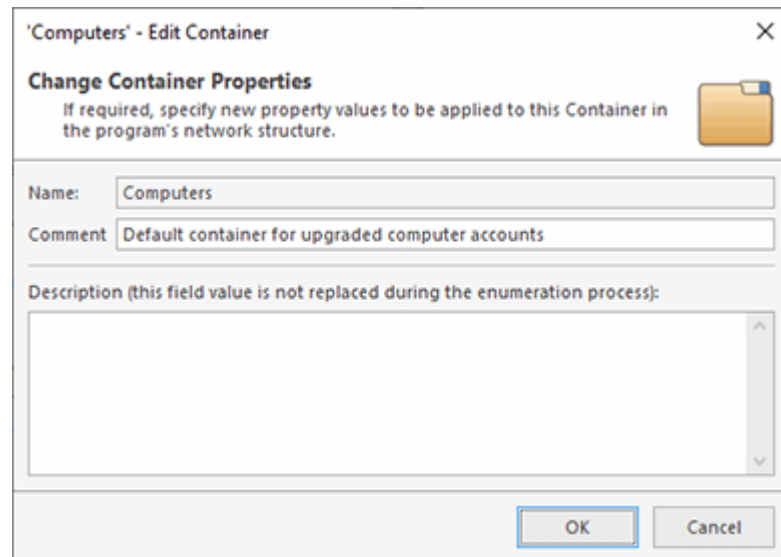 'Computers' - Edit Container
Change Container Properties
If required, specify new property values to be applied to this Container in
the program's network structure.
Name: Computers
Comment Default container for upgraded computer accounts
Description (this field value is not replaced during the enumeration process):
OK Cancel